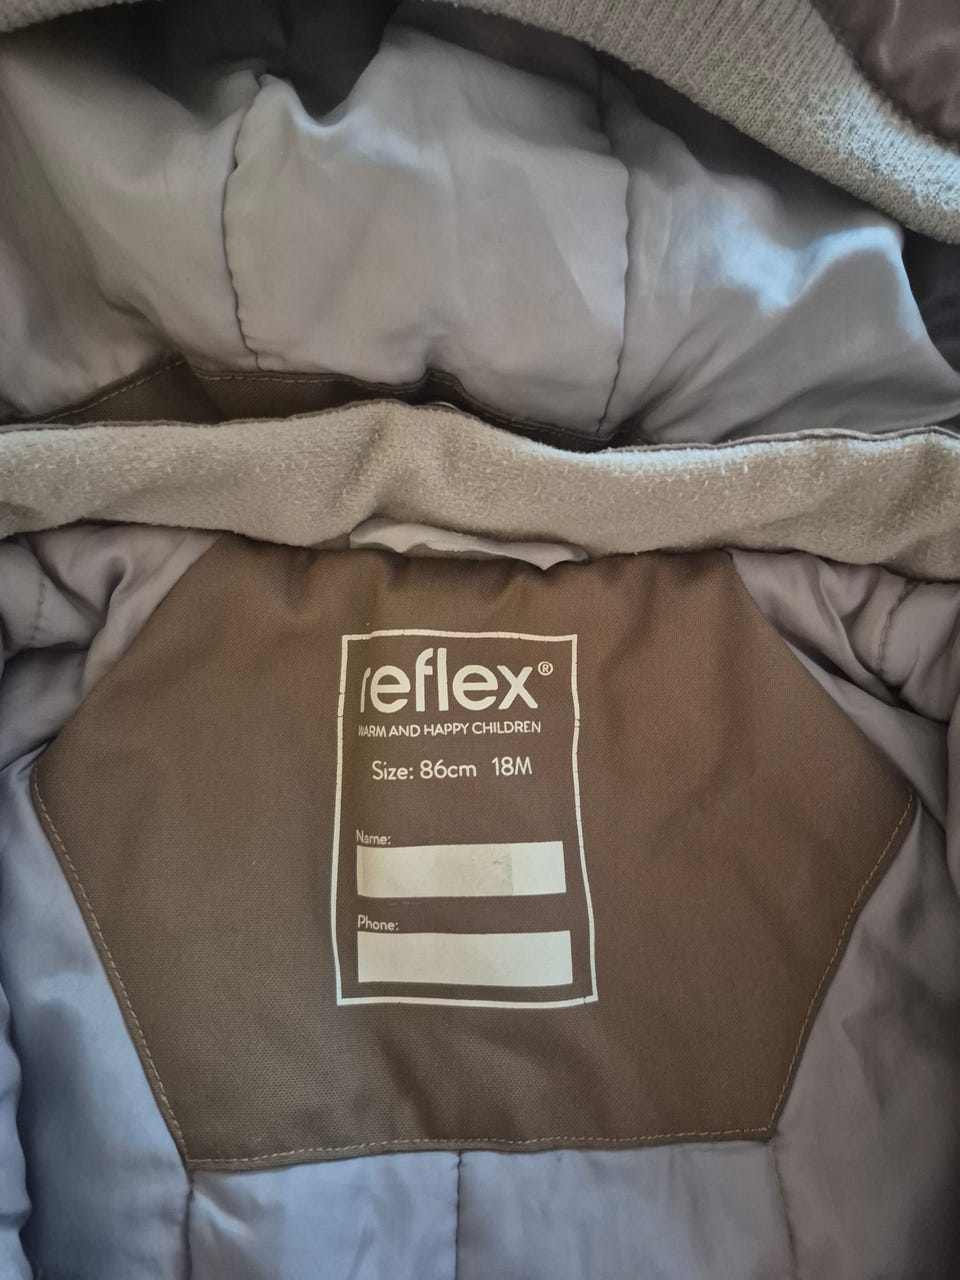 reflex®
WARM AND HAPPY CHILDREN
Size: 86cm 18M
Name:
Phone: